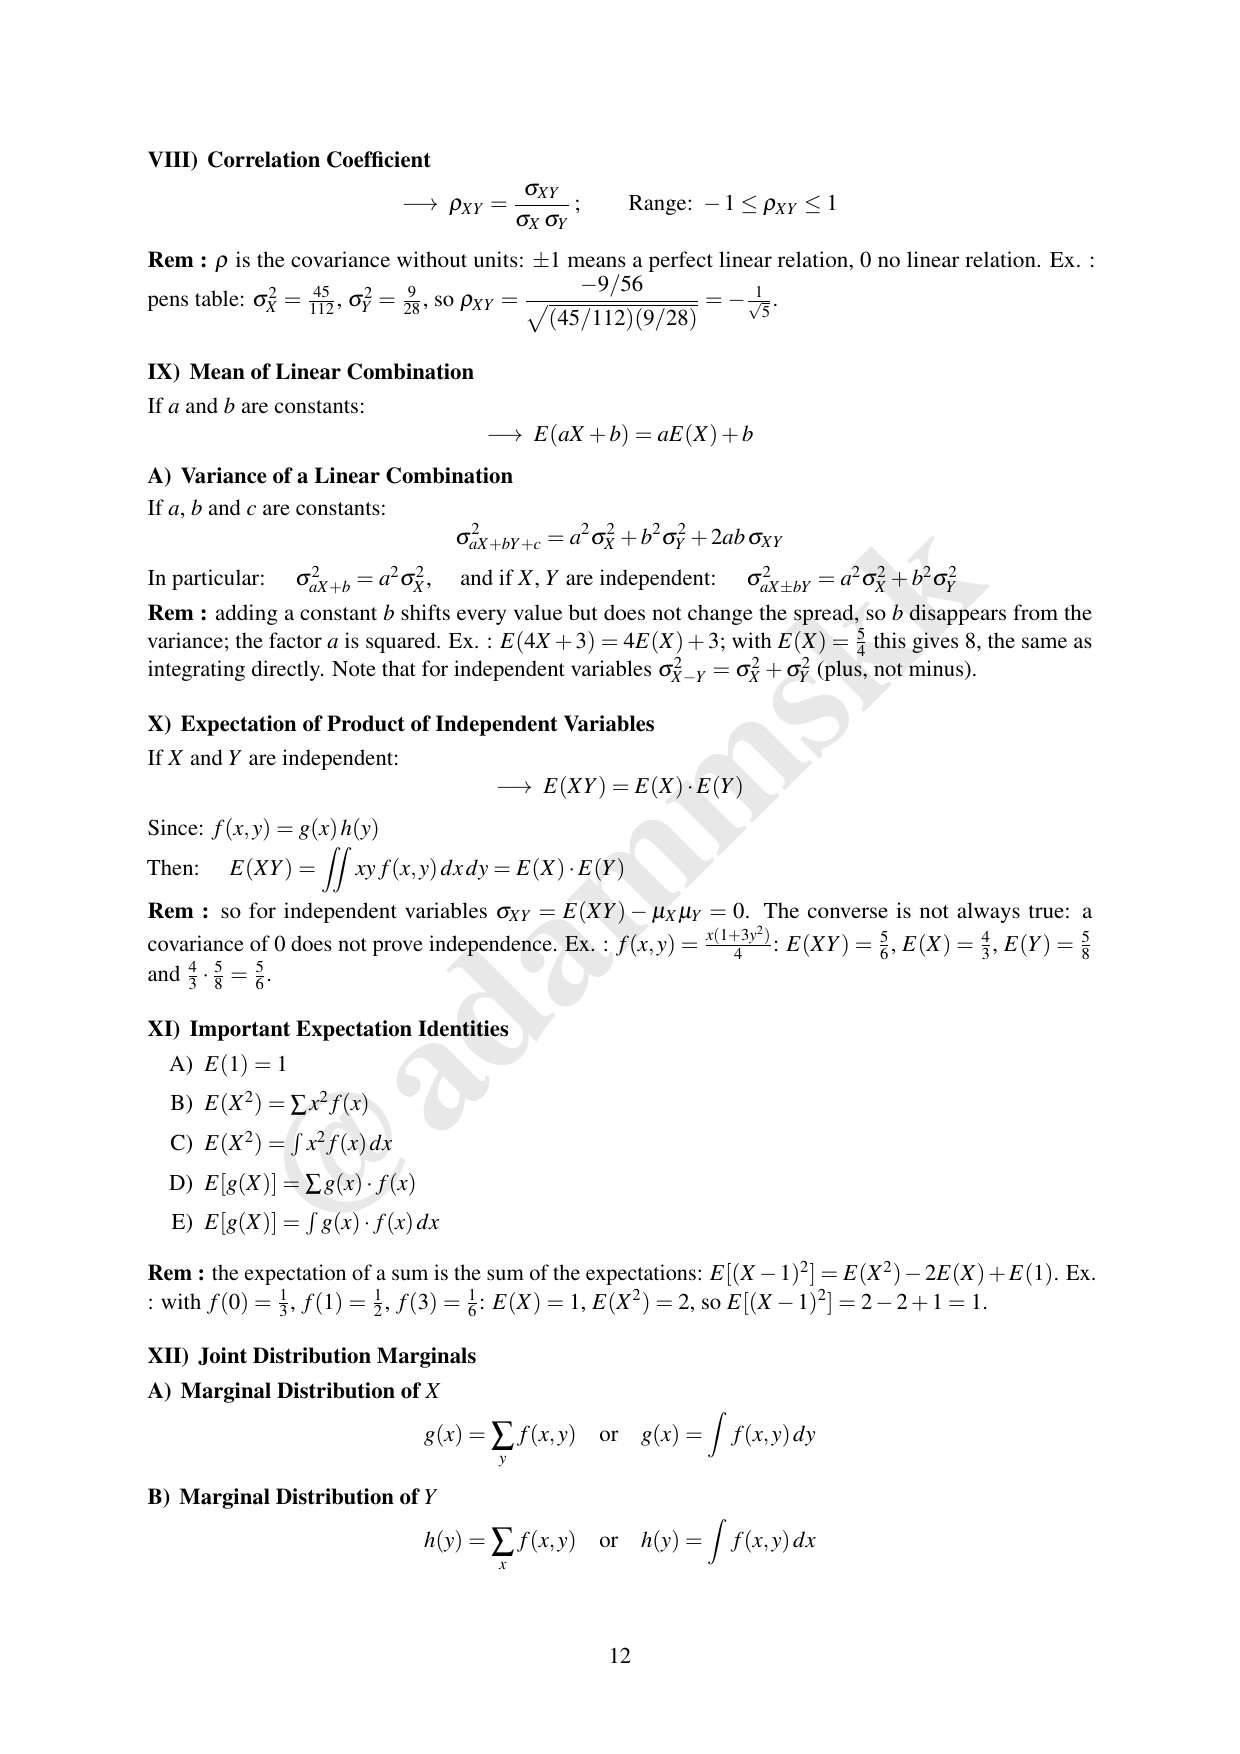 VIII) Correlation Coefficient
⟶ ρ_XY = σ_XY / (σ_X σ_Y) ; Range: −1 ≤ ρ_XY ≤ 1
Rem : ρ is the covariance without units: ±1 means a perfect linear relation, 0 no linear relation. Ex. :
pens table: σ²_X = 45/112, σ²_Y = 9/28, so ρ_XY = (−9/56) / √((45/112)(9/28)) = −1/√5.
IX) Mean of Linear Combination
If a and b are constants:
⟶ E(aX + b) = aE(X) + b
A) Variance of a Linear Combination
If a, b and c are constants:
σ²_{aX+bY+c} = a²σ²_X + b²σ²_Y + 2ab σ_XY
In particular: σ²_{aX+b} = a²σ²_X, and if X, Y are independent: σ²_{aX±bY} = a²σ²_X + b²σ²_Y
Rem : adding a constant b shifts every value but does not change the spread, so b disappears from the
variance; the factor a is squared. Ex. : E(4X + 3) = 4E(X) + 3; with E(X) = 5/4 this gives 8, the same as
integrating directly. Note that for independent variables σ²_{X−Y} = σ²_X + σ²_Y (plus, not minus).
X) Expectation of Product of Independent Variables
If X and Y are independent:
⟶ E(XY) = E(X) · E(Y)
Since: f(x,y) = g(x) h(y)
Then: E(XY) = ∬ xy f(x,y) dx dy = E(X) · E(Y)
Rem : so for independent variables σ_XY = E(XY) − μ_X μ_Y = 0. The converse is not always true: a
covariance of 0 does not prove independence. Ex. : f(x,y) = x(1+3y²)/4: E(XY) = 5/6, E(X) = 4/3, E(Y) = 5/8
and 4/3 · 5/8 = 5/6.
XI) Important Expectation Identities
A) E(1) = 1
B) E(X²) = ∑ x² f(x)
C) E(X²) = ∫ x² f(x) dx
D) E[g(X)] = ∑ g(x) · f(x)
E) E[g(X)] = ∫ g(x) · f(x) dx
Rem : the expectation of a sum is the sum of the expectations: E[(X − 1)²] = E(X²) − 2E(X) + E(1). Ex.
: with f(0) = 1/3, f(1) = 1/2, f(3) = 1/6: E(X) = 1, E(X²) = 2, so E[(X − 1)²] = 2 − 2 + 1 = 1.
XII) Joint Distribution Marginals
A) Marginal Distribution of X
g(x) = ∑_y f(x,y) or g(x) = ∫ f(x,y) dy
B) Marginal Distribution of Y
h(y) = ∑_x f(x,y) or h(y) = ∫ f(x,y) dx
12
@adammskk